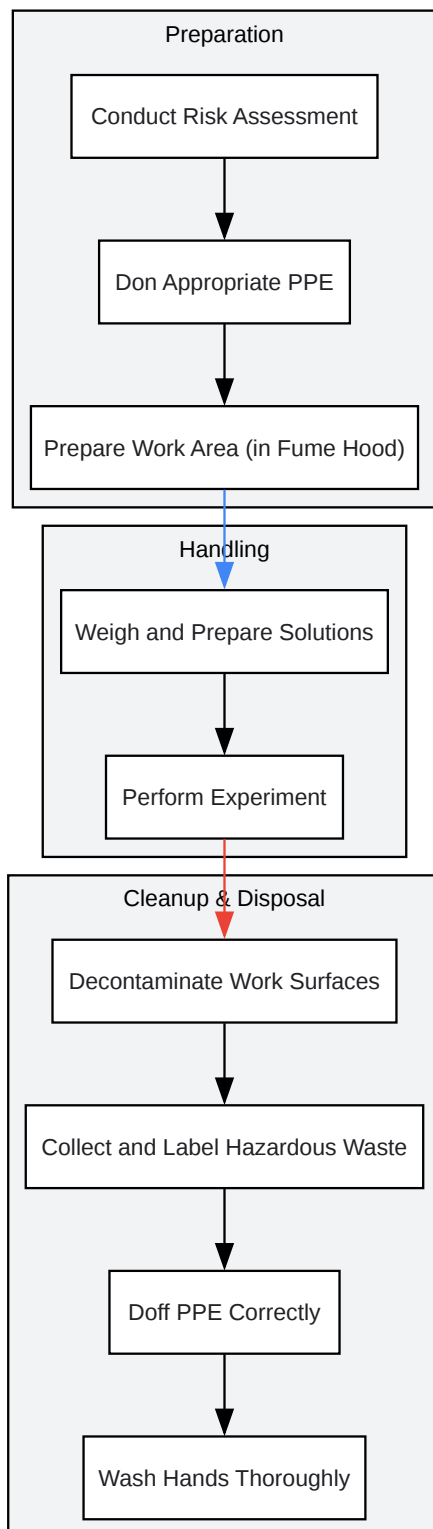 Preparation
Conduct Risk Assessment
Don Appropriate PPE
Prepare Work Area (in Fume Hood)
Handling
Weigh and Prepare Solutions
Perform Experiment
Cleanup & Disposal
Decontaminate Work Surfaces
Collect and Label Hazardous Waste
Doff PPE Correctly
Wash Hands Thoroughly